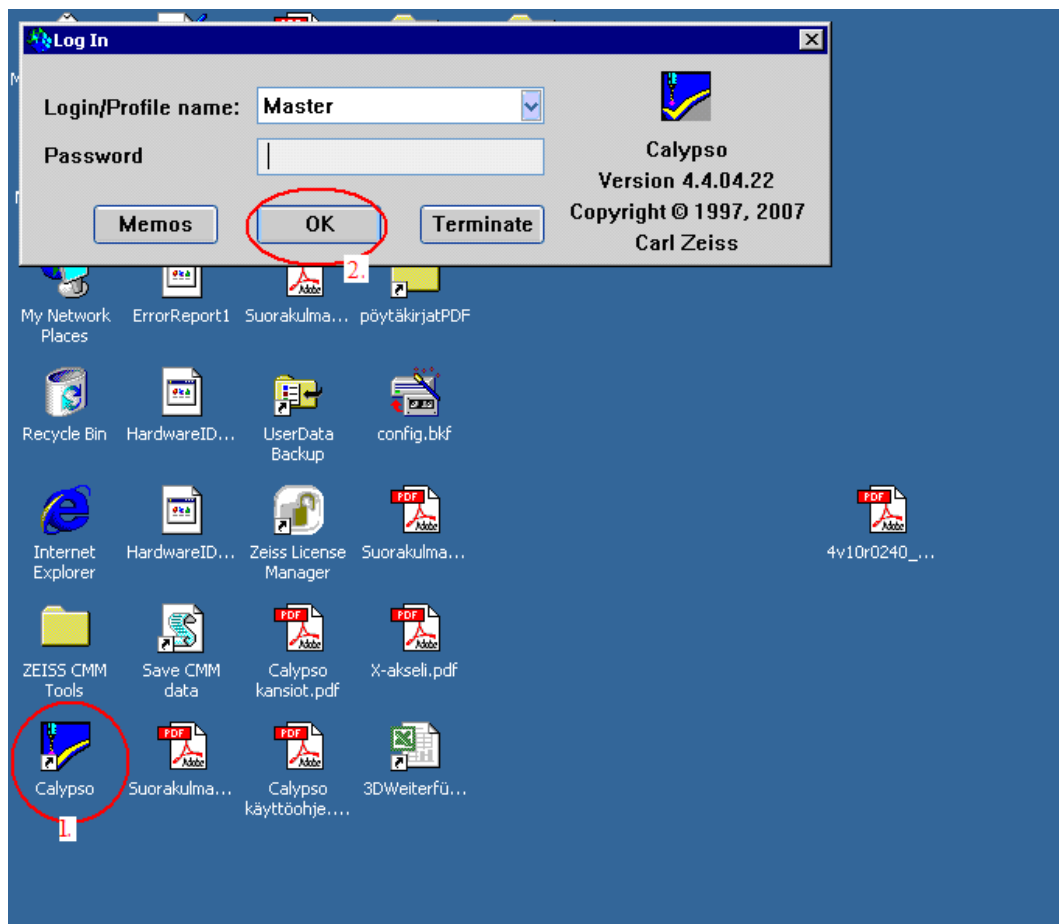 Log In
Login/Profile name:
Master
Password
Memos
OK
Terminate
Calypso
Version 4.4.04.22
Copyright © 1997, 2007
Carl Zeiss
2.
My Network
Places
ErrorReport1
Suorakulma...
pöytäkirjatPDF
Recycle Bin
HardwareID...
UserData
Backup
config.bkf
Internet
Explorer
HardwareID...
Zeiss License
Manager
Suorakulma...
4v10r0240_...
ZEISS CMM
Tools
Save CMM
data
Calypso
kansiot.pdf
X-akseli.pdf
Calypso
Suorakulma...
Calypso
käyttöohje....
3DWeiterfü...
1.